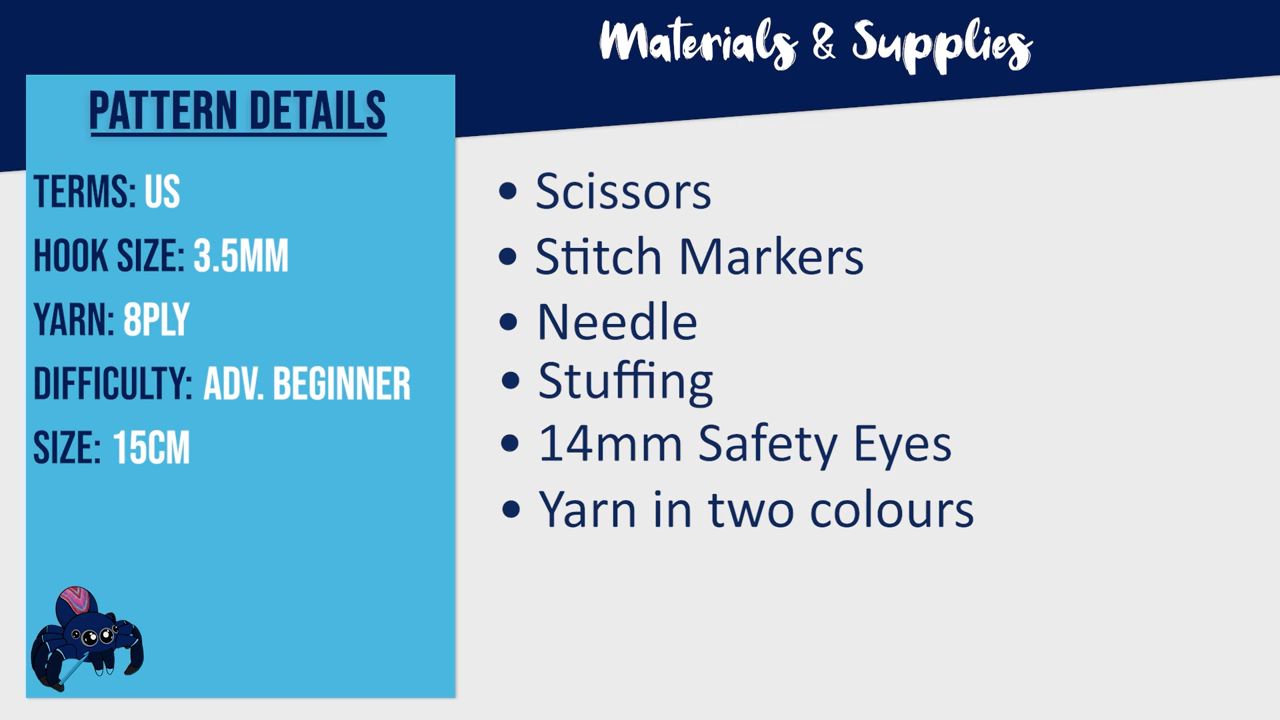 Materials & Supplies
PATTERN DETAILS
TERMS: US
HOOK SIZE: 3.5MM
YARN: 8PLY
DIFFICULTY: ADV. BEGINNER
SIZE: 15CM
• Scissors
• Stitch Markers
• Needle
• Stuffing
• 14mm Safety Eyes
• Yarn in two colours